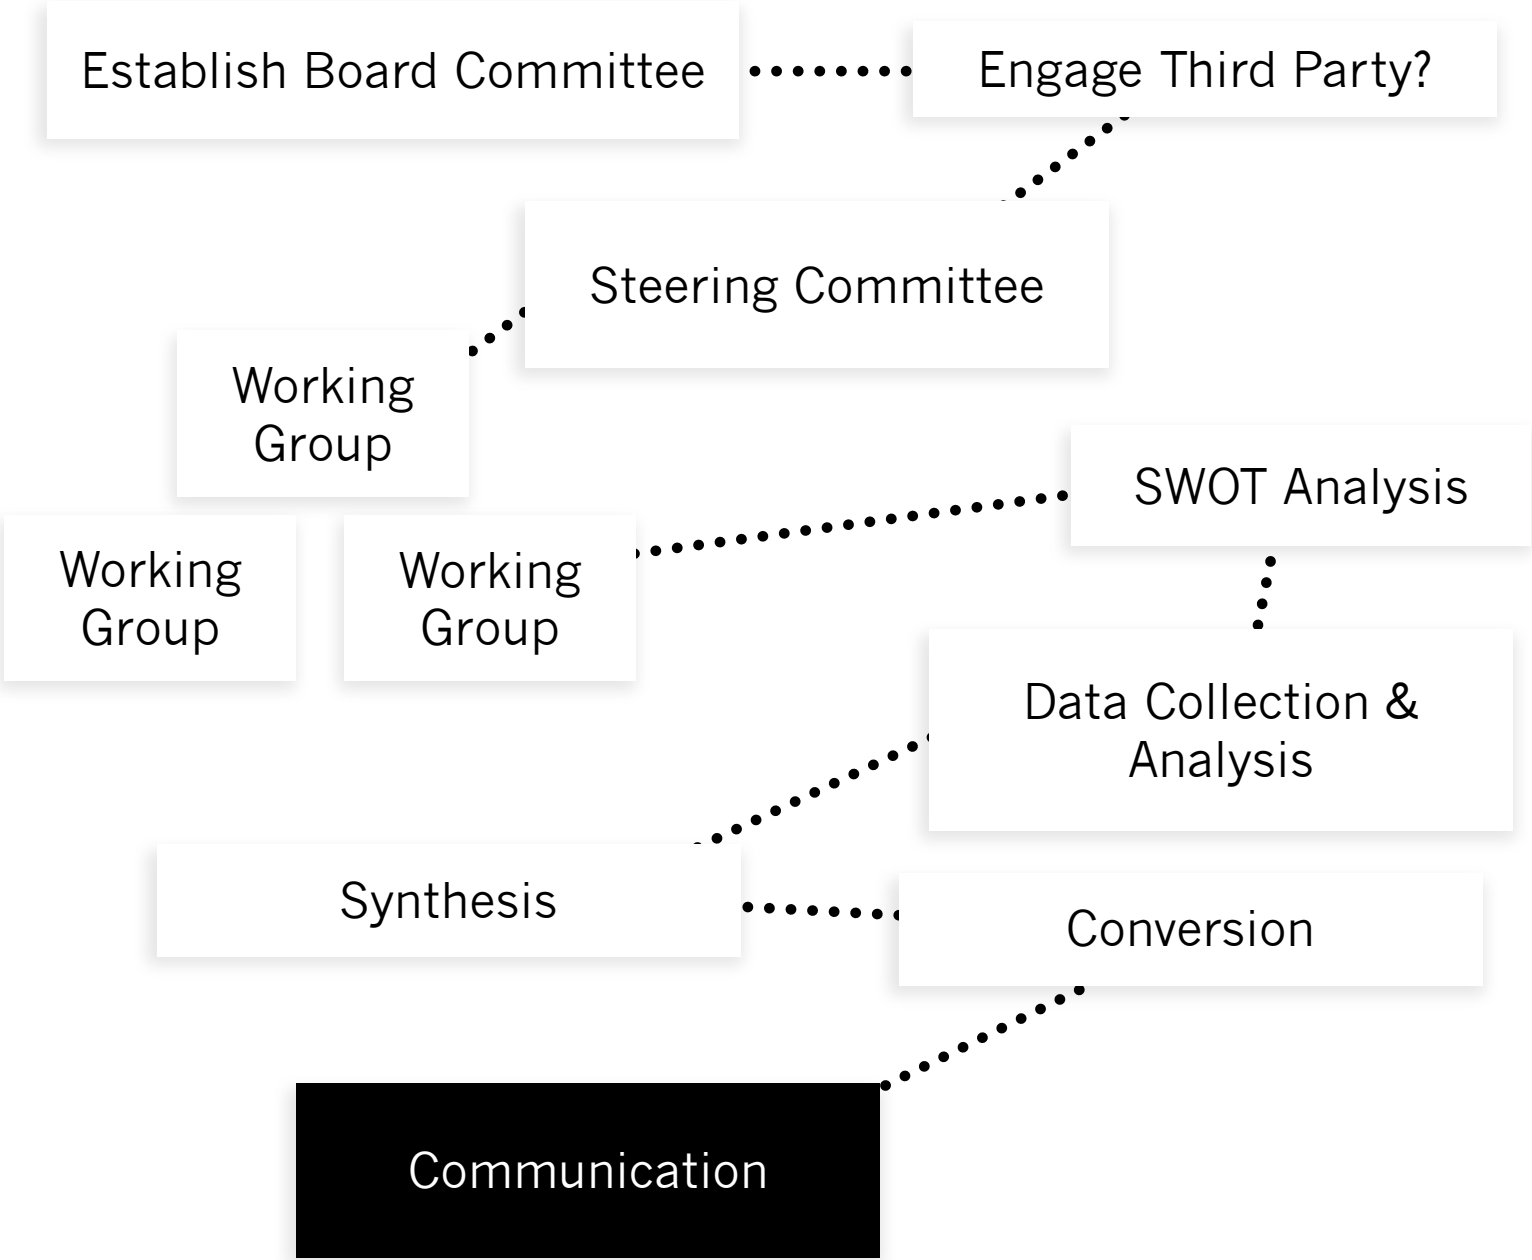 Establish Board Committee
Engage Third Party?
Steering Committee
Working
Group
SWOT Analysis
Working
Group
Working
Group
Data Collection &
Analysis
Synthesis
Conversion
Communication